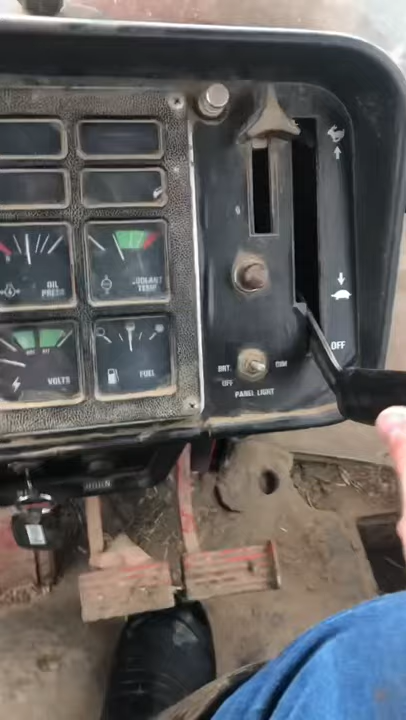 OIL
PRESS
COOLANT
TEMP
VOLTS
FUEL
OFF
BRT.
DIM
OFF
PANEL LIGHT